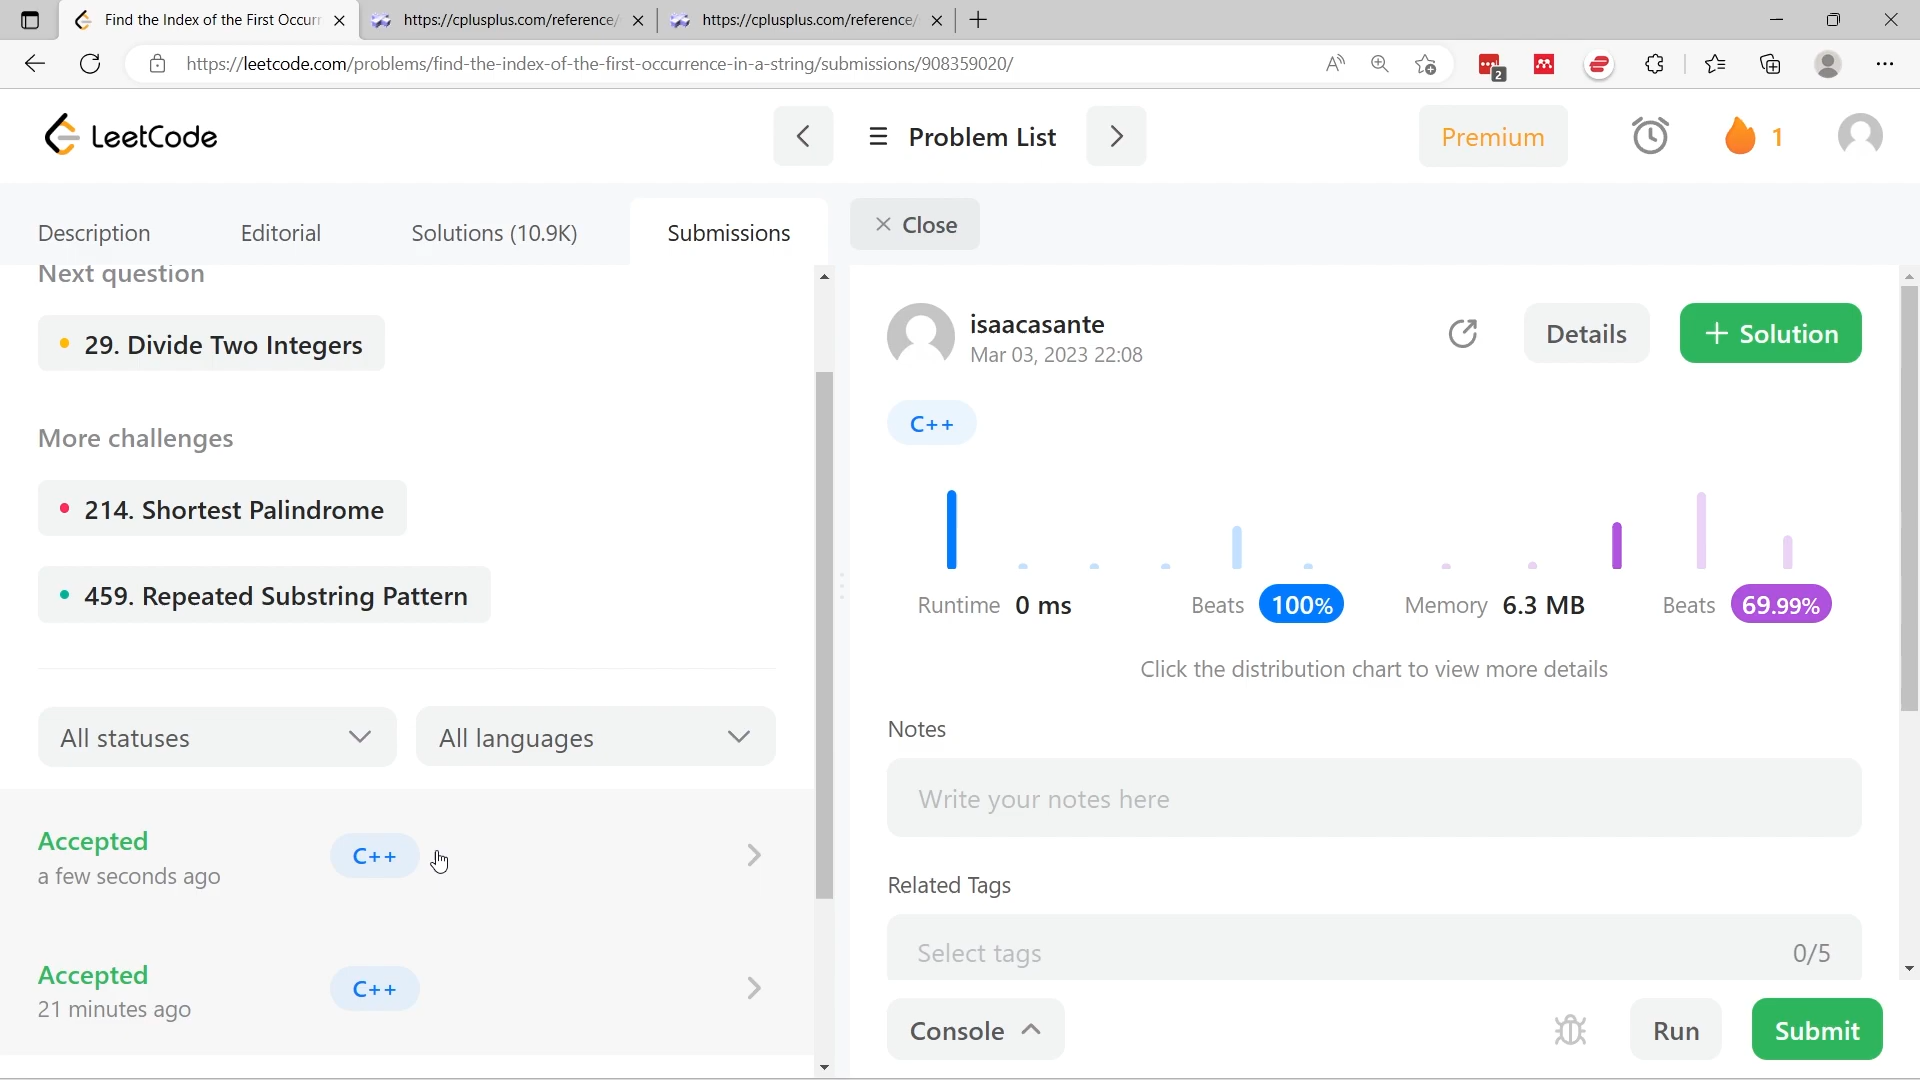 Find the Index of the First Occurr
https://cplusplus.com/reference/
https://cplusplus.com/reference/
https://leetcode.com/problems/find-the-index-of-the-first-occurrence-in-a-string/submissions/908359020/
2
LeetCode
Problem List
Premium
1
Description
Editorial
Solutions (10.9K)
Submissions
Close
Next question
29. Divide Two Integers
More challenges
214. Shortest Palindrome
459. Repeated Substring Pattern
All statuses
All languages
Accepted
a few seconds ago
C++
Accepted
21 minutes ago
C++
isaacasante
Mar 03, 2023 22:08
Details
+ Solution
C++
Runtime 0 ms
Beats 100%
Memory 6.3 MB
Beats 69.99%
Click the distribution chart to view more details
Notes
Write your notes here
Related Tags
Select tags
0/5
Console
Run
Submit